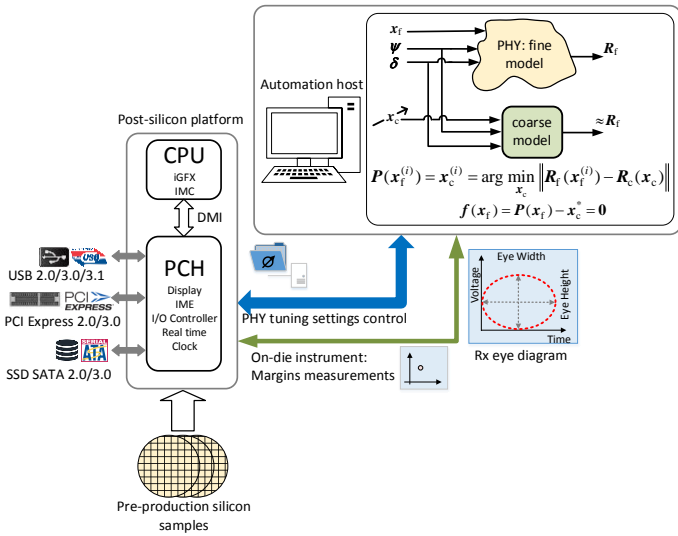 x_f
ψ
δ
PHY: fine
model
R_f
Automation host
x_c
coarse
model
≈R_f
P(x_f^(i)) = x_c^(i) = arg min_{x_c} ‖R_f(x_f^(i)) − R_c(x_c)‖
f(x_f) = P(x_f) − x_c^* = 0
Post-silicon platform
CPU
iGFX
IMC
DMI
PCH
Display
IME
I/O Controller
Real time
Clock
USB
USB 2.0/3.0/3.1
PCI
EXPRESS
PCI Express 2.0/3.0
SERIAL
ATA
SSD SATA 2.0/3.0
Ø
PHY tuning settings control
On-die instrument:
Margins measurements
Eye Width
Voltage
Eye Height
Time
Rx eye diagram
Pre-production silicon
samples